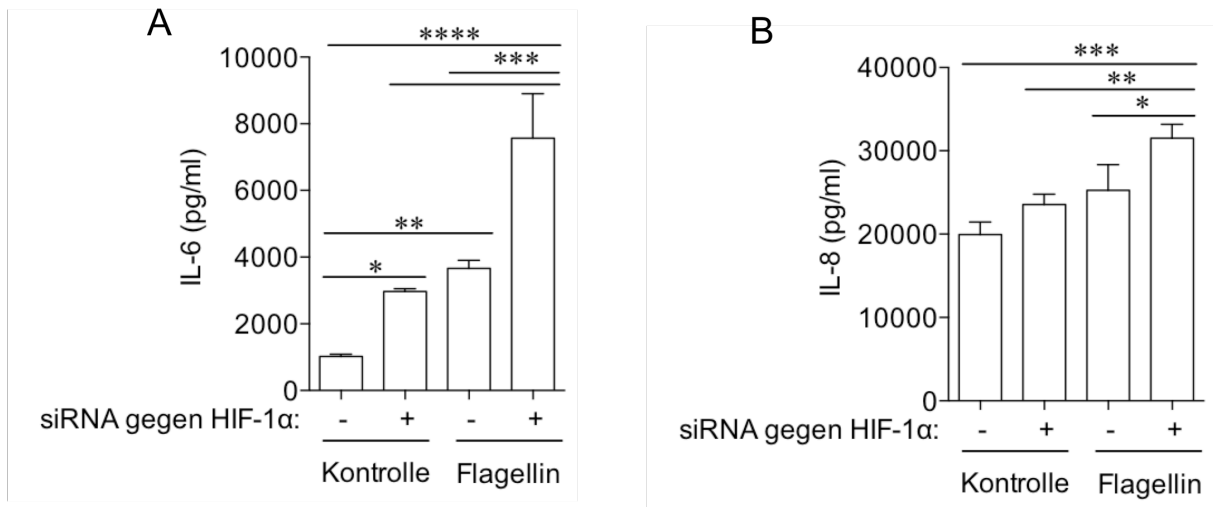 A
****
***
**
*
10000
8000
6000
4000
2000
0
IL-6 (pg/ml)
siRNA gegen HIF-1α: - + - +
Kontrolle Flagellin
B
***
**
*
40000
30000
20000
10000
0
IL-8 (pg/ml)
siRNA gegen HIF-1α: - + - +
Kontrolle Flagellin